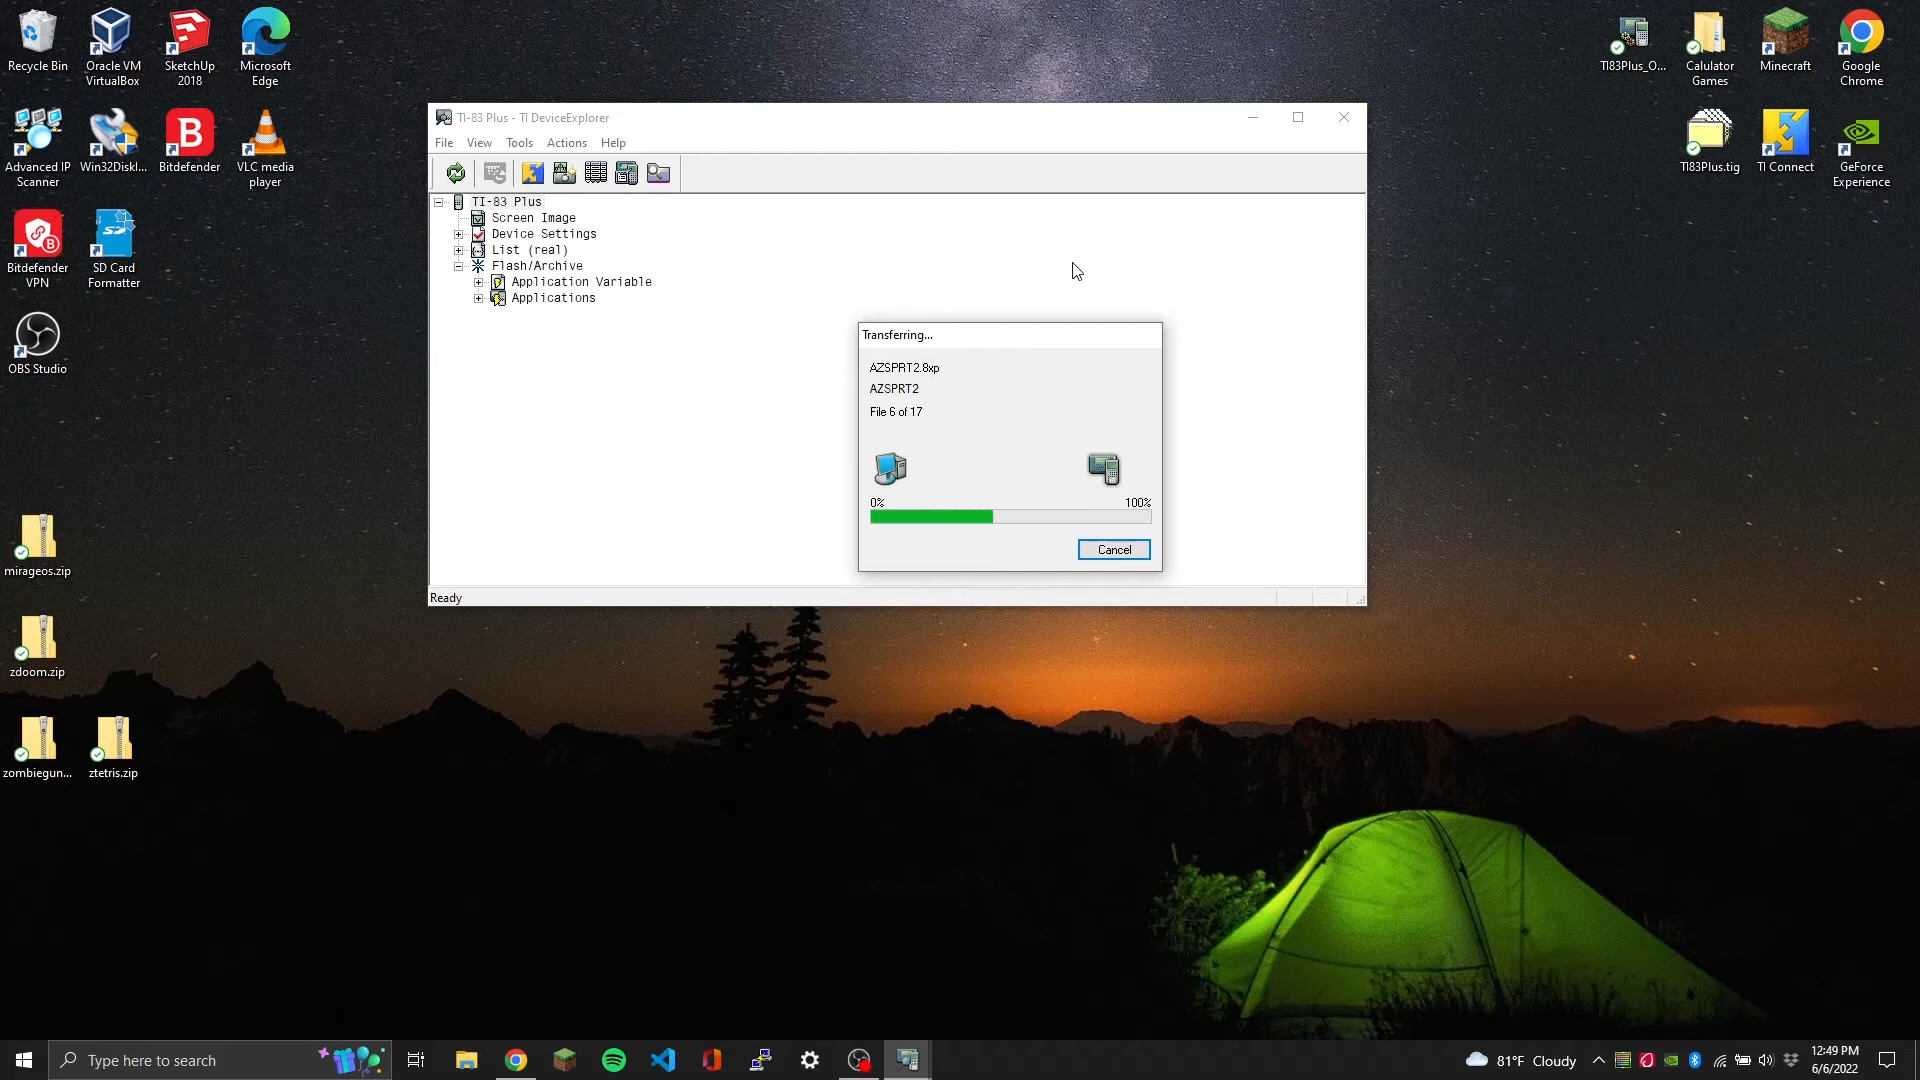 Recycle Bin
Oracle VM
VirtualBox
SketchUp
2018
Microsoft
Edge
Advanced IP
Scanner
Win32DiskI...
Bitdefender
VLC media
player
Bitdefender
VPN
SD Card
Formatter
OBS Studio
mirageos.zip
zdoom.zip
zombiegun...
ztetris.zip
TI83Plus_O...
Calulator
Games
Minecraft
Google
Chrome
TI83Plus.tig
TI Connect
GeForce
Experience
TI-83 Plus - TI DeviceExplorer
File View Tools Actions Help
TI-83 Plus
Screen Image
Device Settings
List (real)
Flash/Archive
Application Variable
Applications
Ready
Transferring...
AZSPRT2.8xp
AZSPRT2
File 6 of 17
0% 100%
Cancel
Type here to search
81°F Cloudy
12:49 PM
6/6/2022